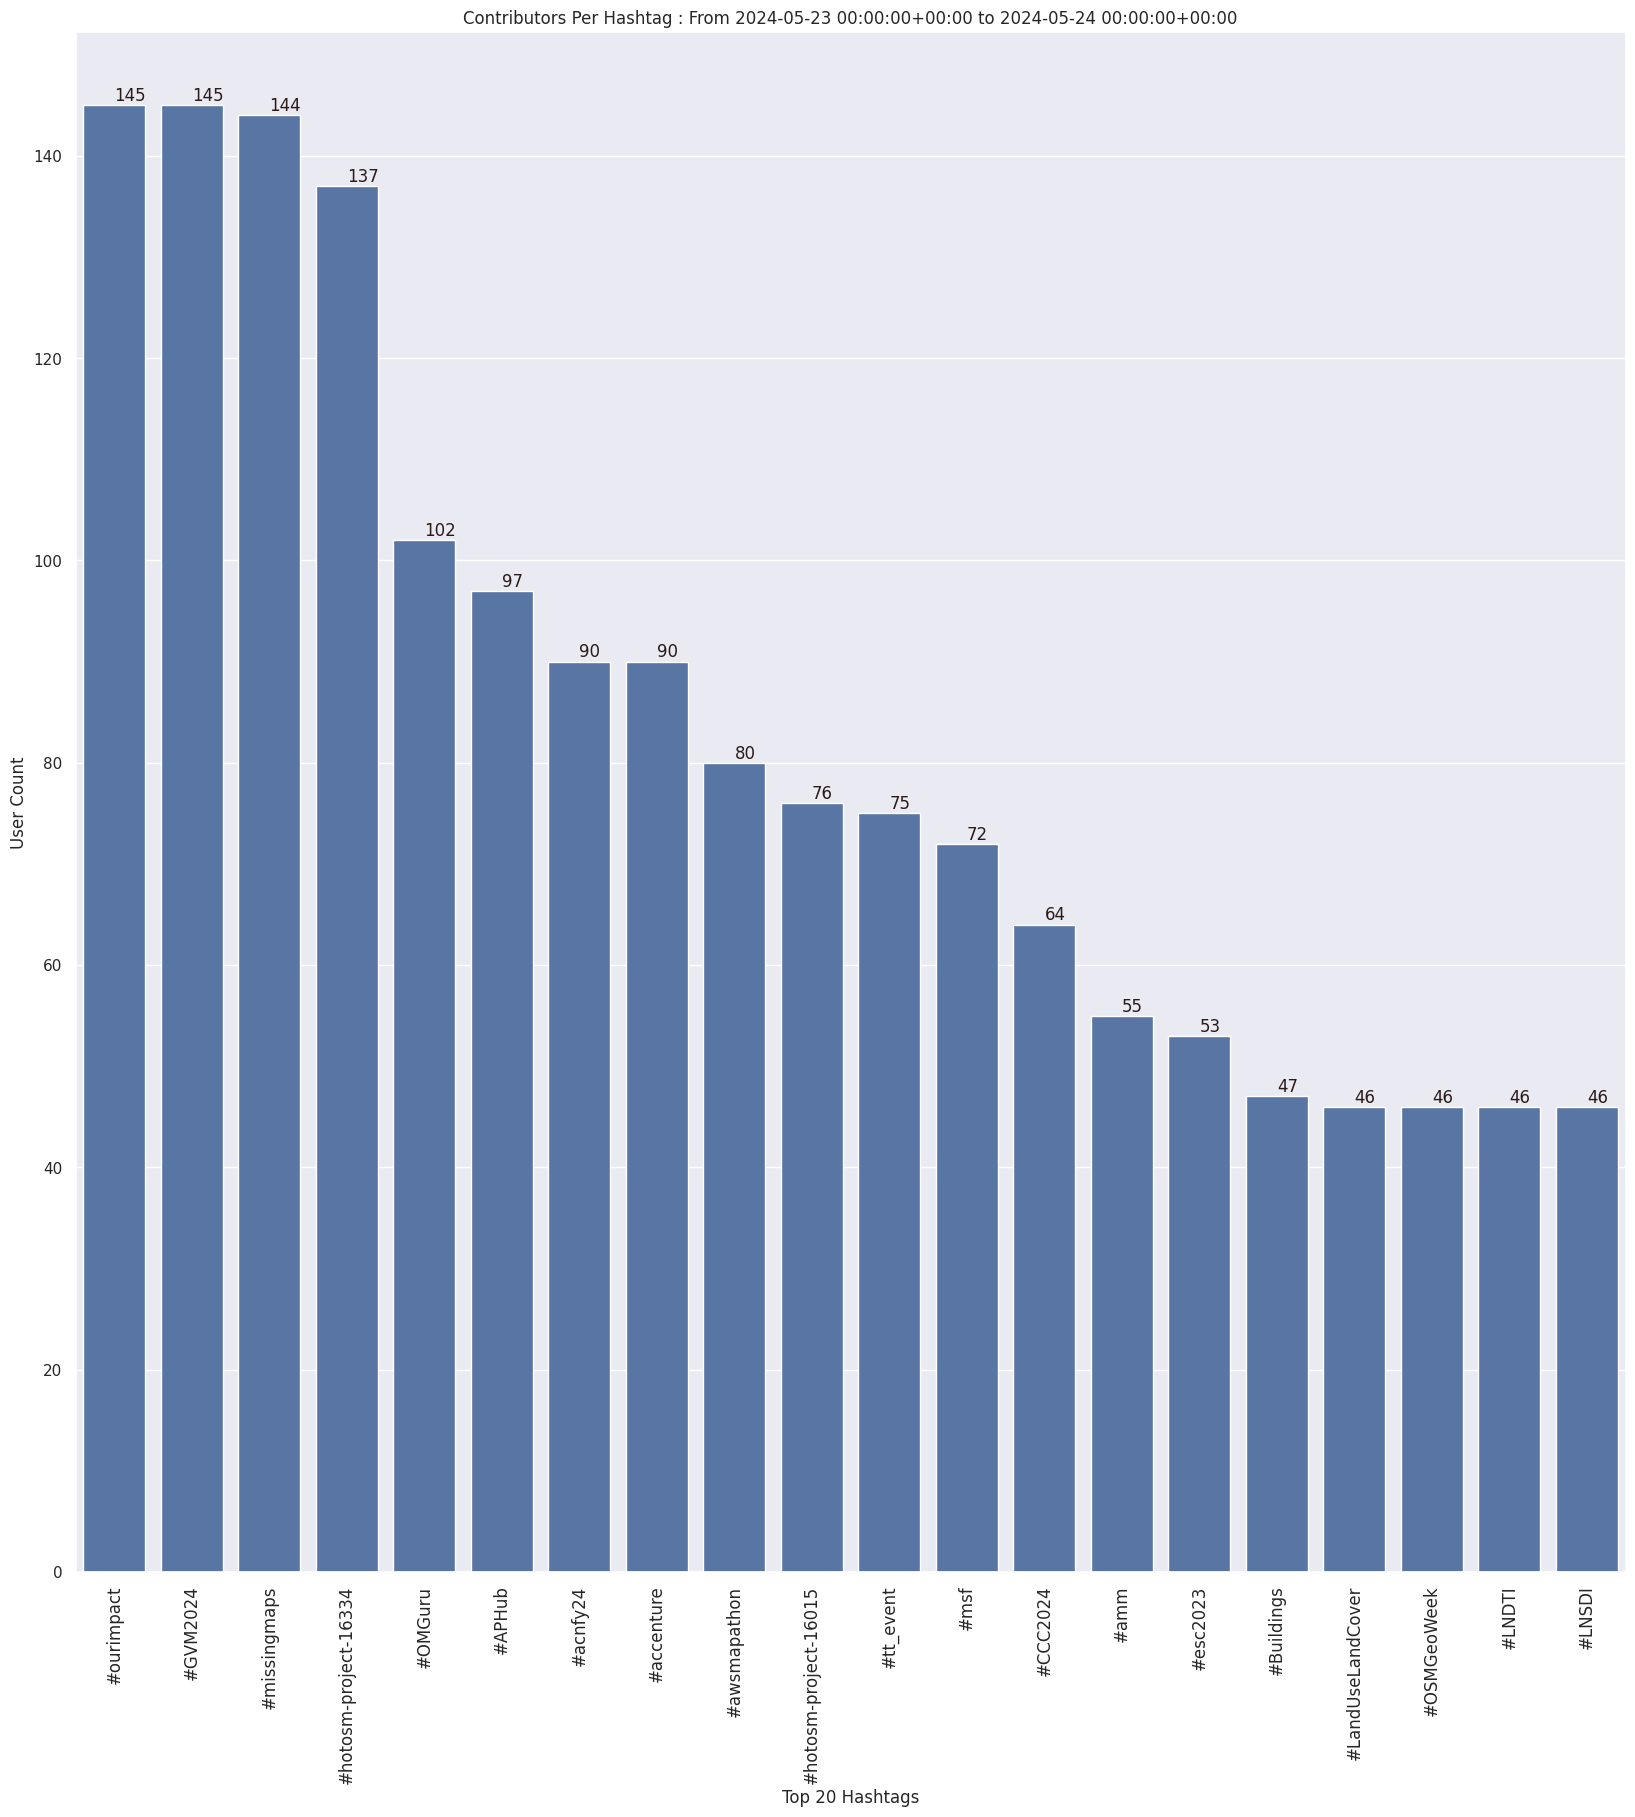 Contributors Per Hashtag : From 2024-05-23 00:00:00+00:00 to 2024-05-24 00:00:00+00:00
User Count
140
120
100
80
60
40
20
0
145
145
144
137
102
97
90
90
80
76
75
72
64
55
53
47
46
46
46
46
#ourimpact
#GVM2024
#missingmaps
#hotosm-project-16334
#OMGuru
#APHub
#acnfy24
#accenture
#awsmapathon
#hotosm-project-16015
#tt_event
#msf
#CCC2024
#amm
#esc2023
#Buildings
#LandUseLandCover
#OSMGeoWeek
#LNDTI
#LNSDI
Top 20 Hashtags